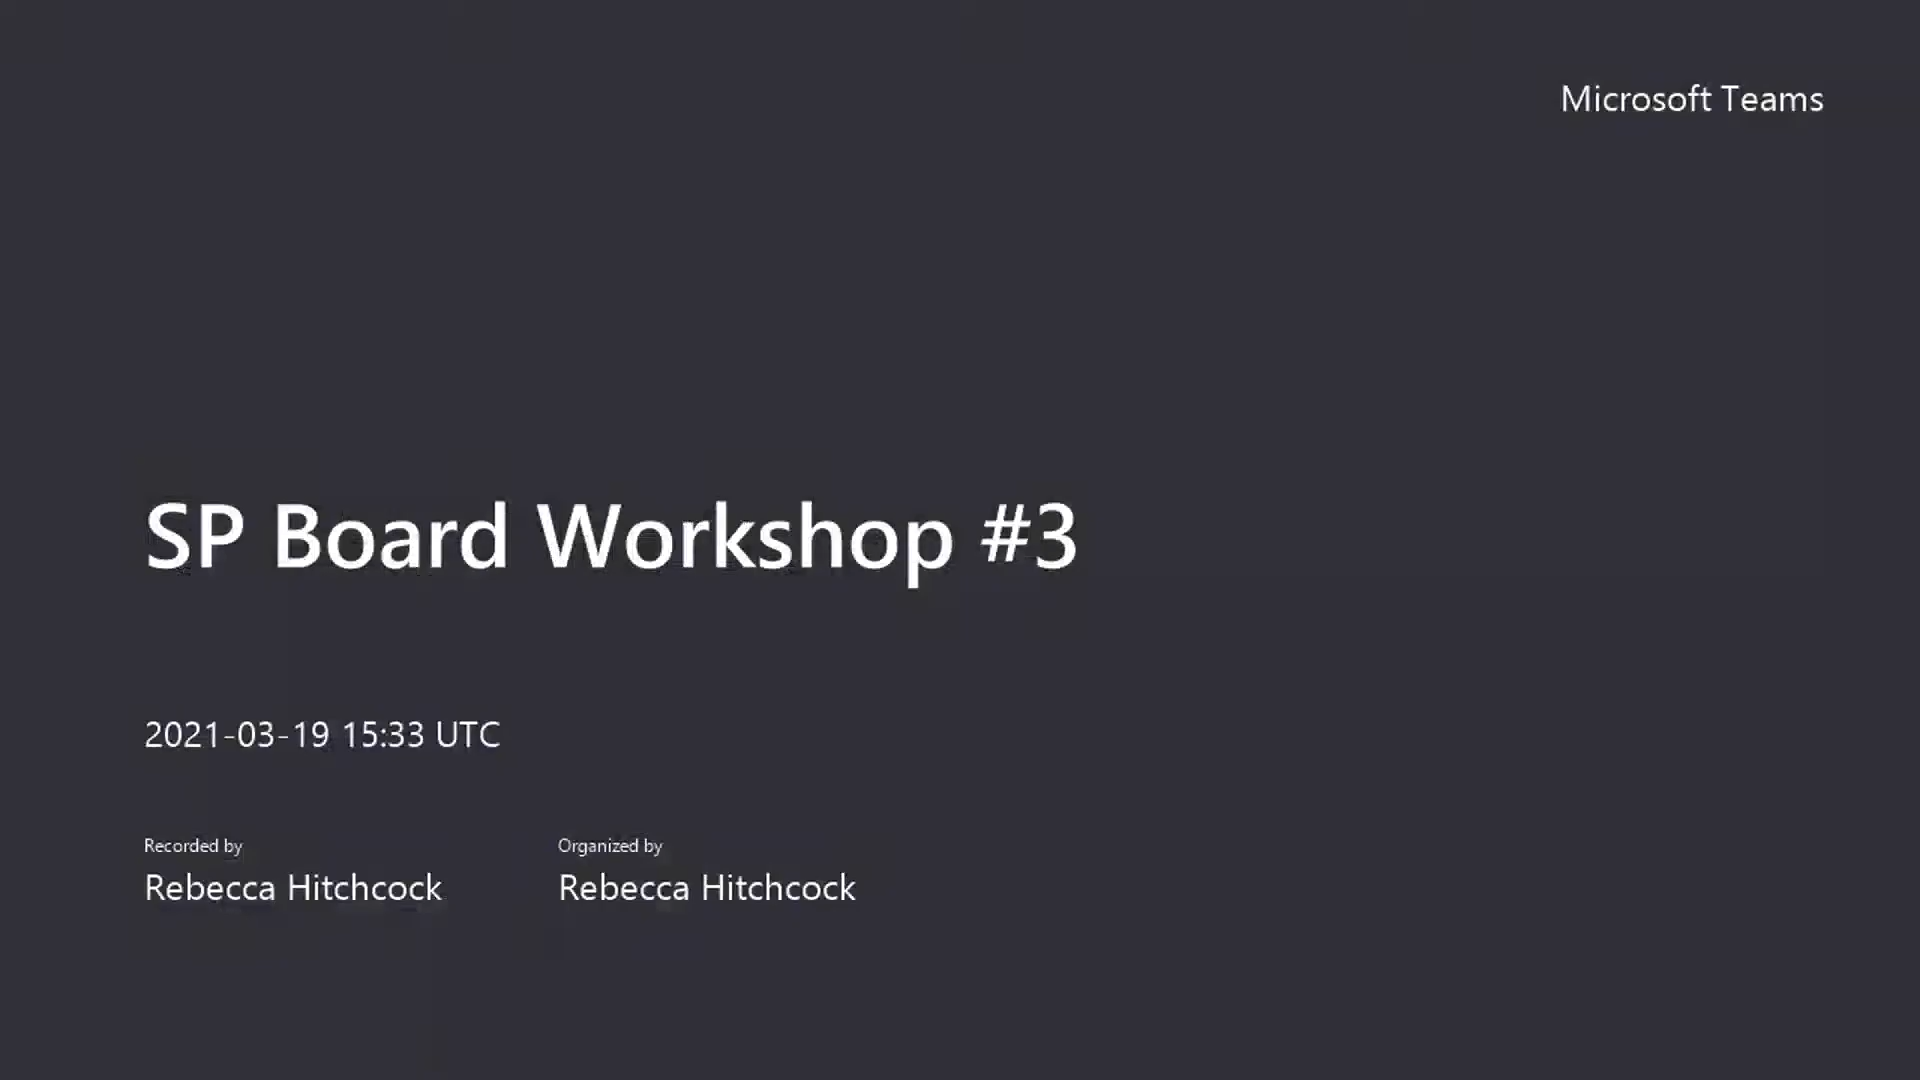 Microsoft Teams
SP Board Workshop #3
2021-03-19 15:33 UTC
Recorded by
Rebecca Hitchcock
Organized by
Rebecca Hitchcock